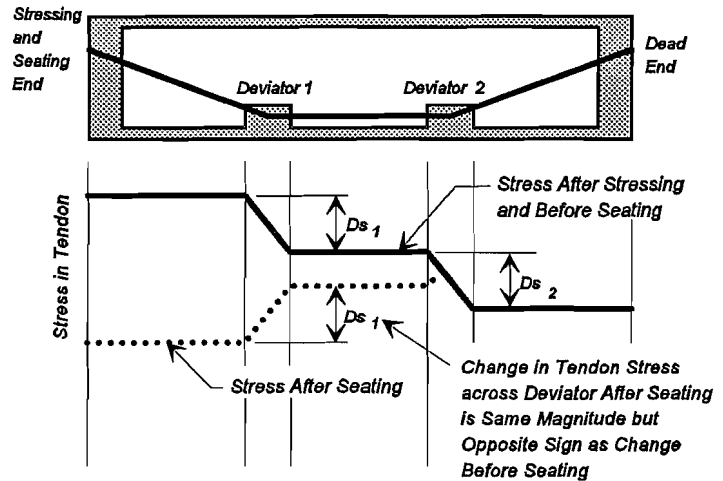 Stressing
and
Seating
End
Deviator 1
Deviator 2
Dead
End
Stress in Tendon
Ds 1
Stress After Stressing
and Before Seating
Ds 2
Ds 1
Stress After Seating
Change in Tendon Stress
across Deviator After Seating
is Same Magnitude but
Opposite Sign as Change
Before Seating